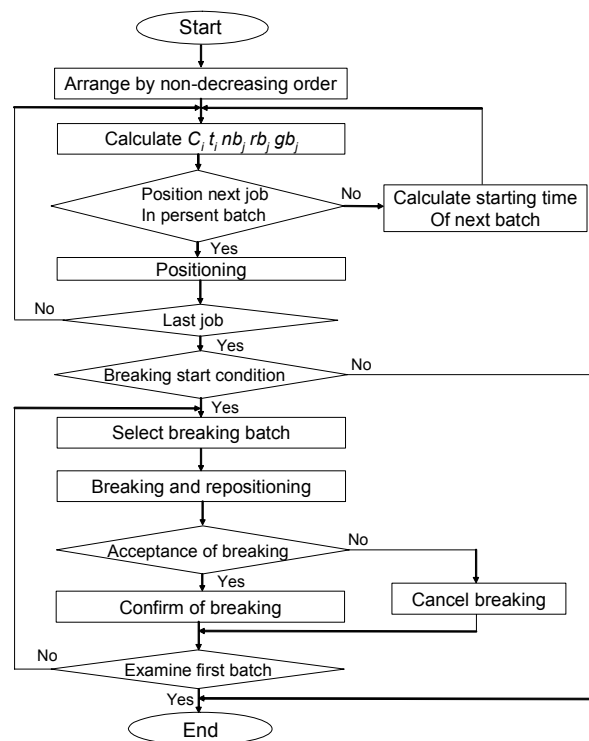 Start
Arrange by non-decreasing order
Calculate C_i t_i nb_j rb_j gb_j
Position next job
In persent batch
No
Calculate starting time
Of next batch
Yes
Positioning
No
Last job
Yes
Breaking start condition
No
Yes
Select breaking batch
Breaking and repositioning
Acceptance of breaking
No
Yes
Confirm of breaking
Cancel breaking
No
Examine first batch
Yes
End